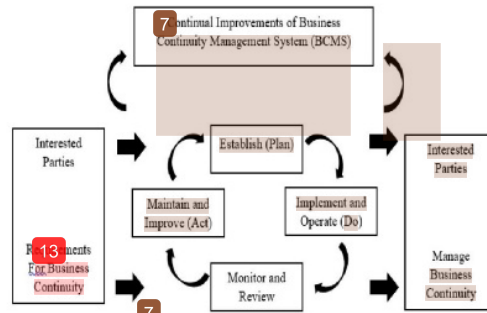 7
Continual Improvements of Business
Continuity Management System (BCMS)
Interested
Parties
Establish (Plan)
Interested
Parties
Maintain and
Improve (Act)
Implement and
Operate (Do)
13
Requirements
For Business
Continuity
Monitor and
Review
Manage
Business
Continuity
7